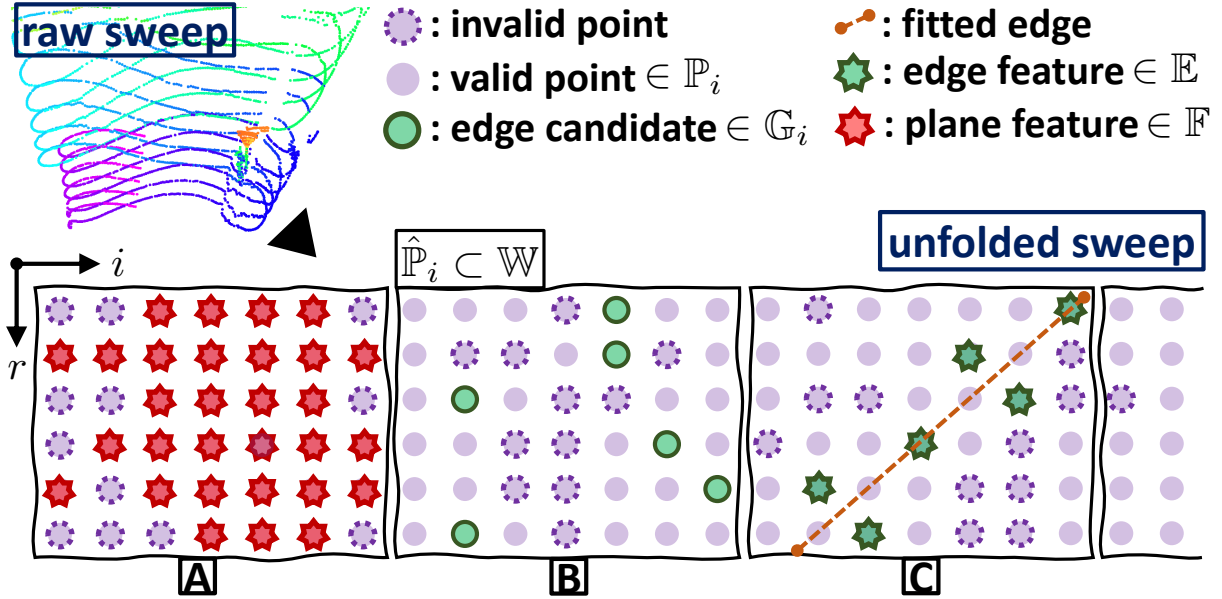 raw sweep
: invalid point
: valid point ∈ ℙᵢ
: edge candidate ∈ 𝔾ᵢ
: fitted edge
: edge feature ∈ 𝔼
: plane feature ∈ 𝔽
i
r
ℙ̂ᵢ ⊂ 𝕎
unfolded sweep
A
B
C